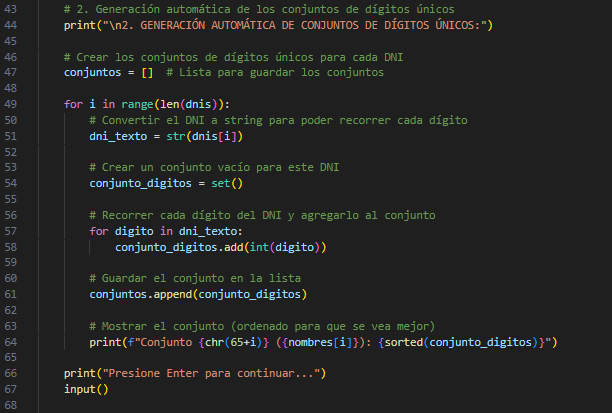 43 # 2. Generación automática de los conjuntos de dígitos únicos
44 print("\n2. GENERACIÓN AUTOMÁTICA DE CONJUNTOS DE DÍGITOS ÚNICOS:")
45
46 # Crear los conjuntos de dígitos únicos para cada DNI
47 conjuntos = []  # Lista para guardar los conjuntos
48
49 for i in range(len(dnis)):
50     # Convertir el DNI a string para poder recorrer cada dígito
51     dni_texto = str(dnis[i])
52
53     # Crear un conjunto vacío para este DNI
54     conjunto_digitos = set()
55
56     # Recorrer cada dígito del DNI y agregarlo al conjunto
57     for digito in dni_texto:
58         conjunto_digitos.add(int(digito))
59
60     # Guardar el conjunto en la lista
61     conjuntos.append(conjunto_digitos)
62
63     # Mostrar el conjunto (ordenado para que se vea mejor)
64     print(f"Conjunto {chr(65+i)} ({nombres[i]}): {sorted(conjunto_digitos)}")
65
66 print("Presione Enter para continuar...")
67 input()
68